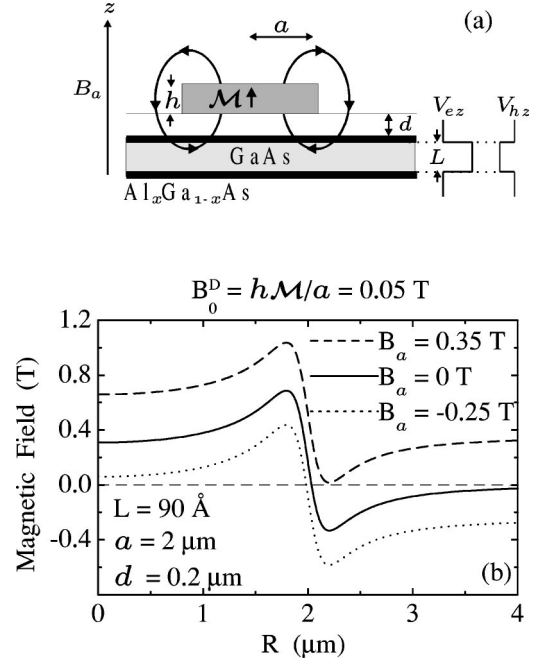 (a)
z
a
B_a
h
𝓜
d
V_ez
V_hz
GaAs
L
Al_xGa_1-xAs
B_0^D = h𝓜/a = 0.05 T
1.2
B_a = 0.35 T
B_a = 0 T
B_a = -0.25 T
0.8
0.4
0.0
-0.4
Magnetic Field (T)
L = 90 Å
a = 2 μm
d = 0.2 μm
(b)
0
1
2
3
4
R (μm)